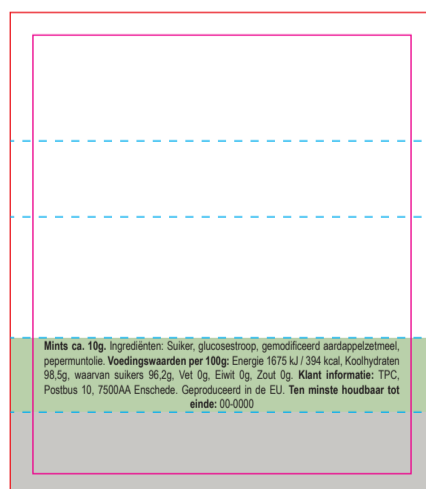 Mints ca. 10g. Ingrediënten: Suiker, glucosestroop, gemodificeerd aardappelzetmeel,
pepermuntolie. Voedingswaarden per 100g: Energie 1675 kJ / 394 kcal, Koolhydraten
98,5g, waarvan suikers 96,2g, Vet 0g, Eiwit 0g, Zout 0g. Klant informatie: TPC,
Postbus 10, 7500AA Enschede. Geproduceerd in de EU. Ten minste houdbaar tot
einde: 00-0000